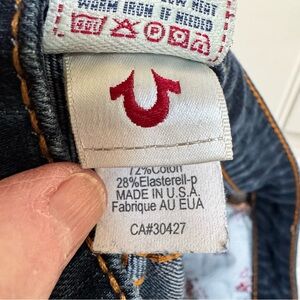 WARM IRON IF NEEDED
72%Coton
28%Elasterell-p
MADE IN U.S.A.
Fabrique AU EUA
CA#30427